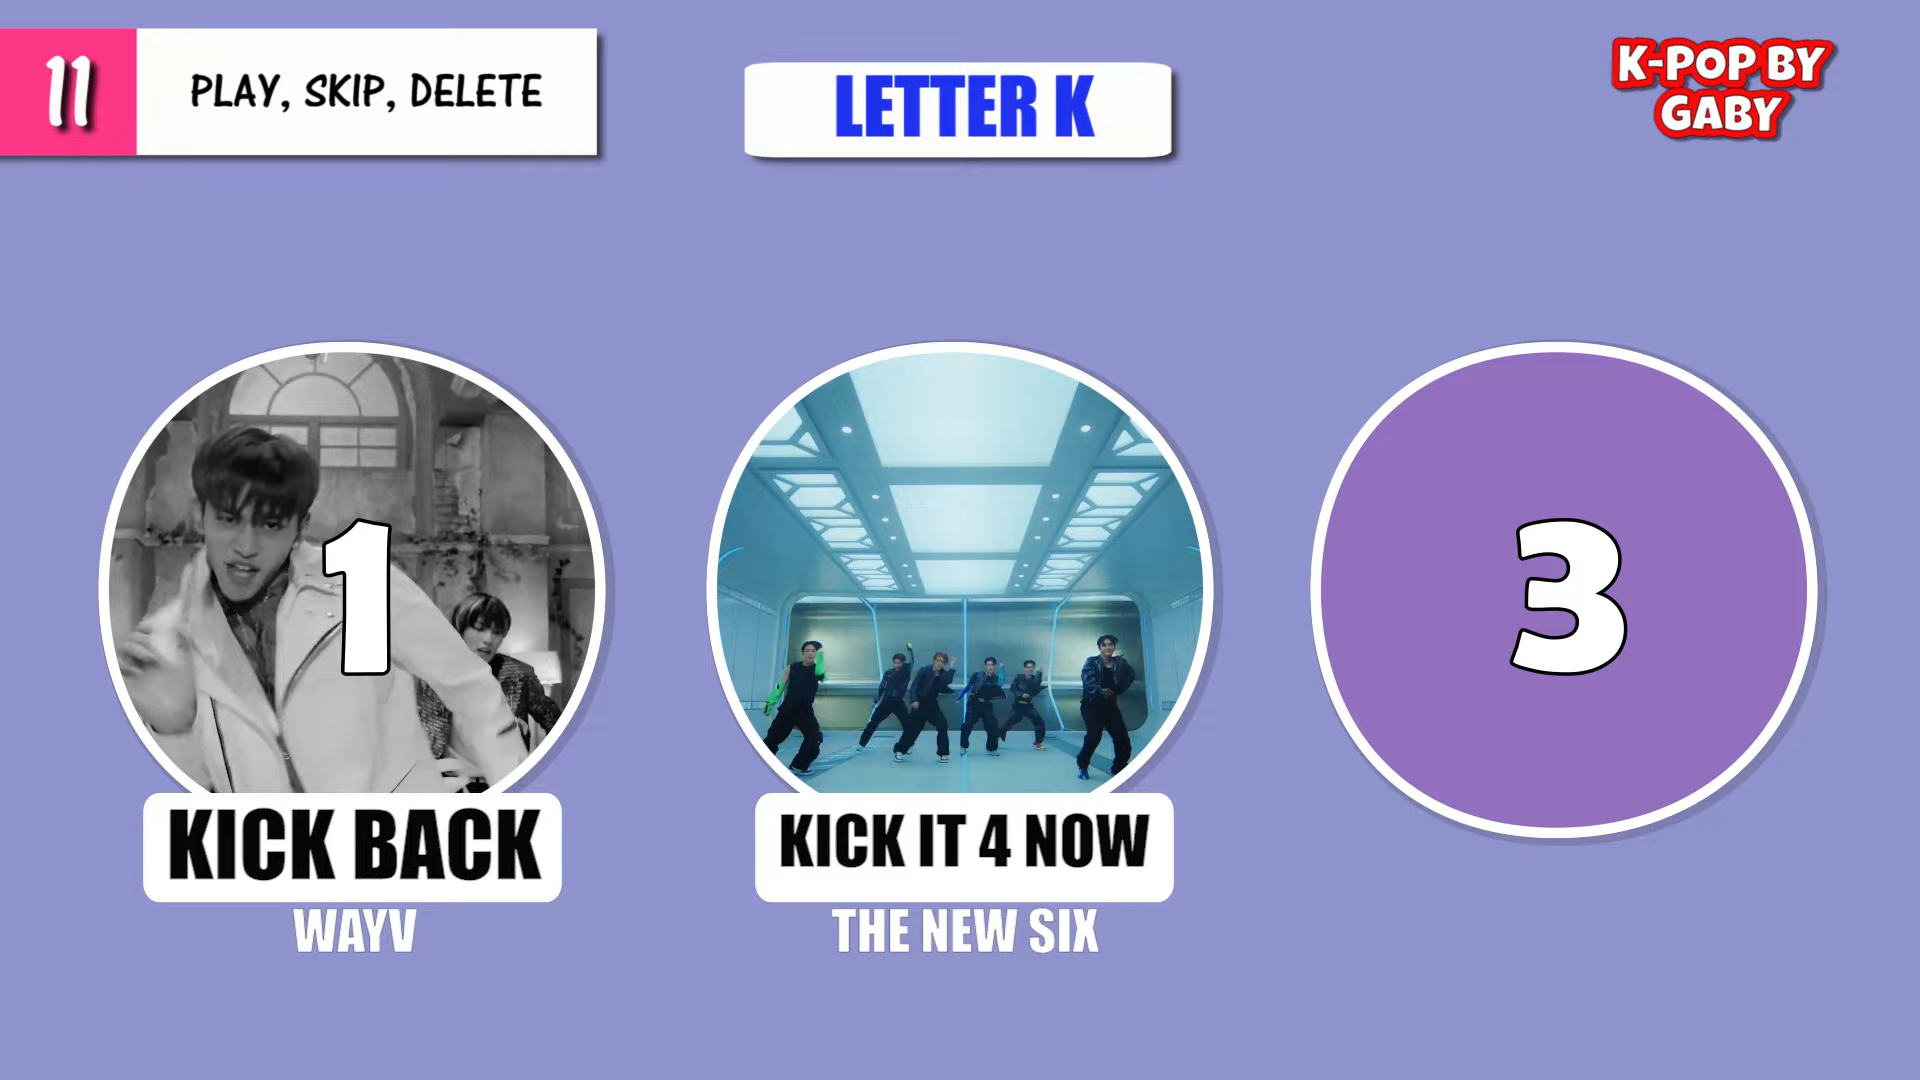 11
PLAY, SKIP, DELETE
LETTER K
K-POP BY
GABY
1
3
KICK BACK
WAYV
KICK IT 4 NOW
THE NEW SIX